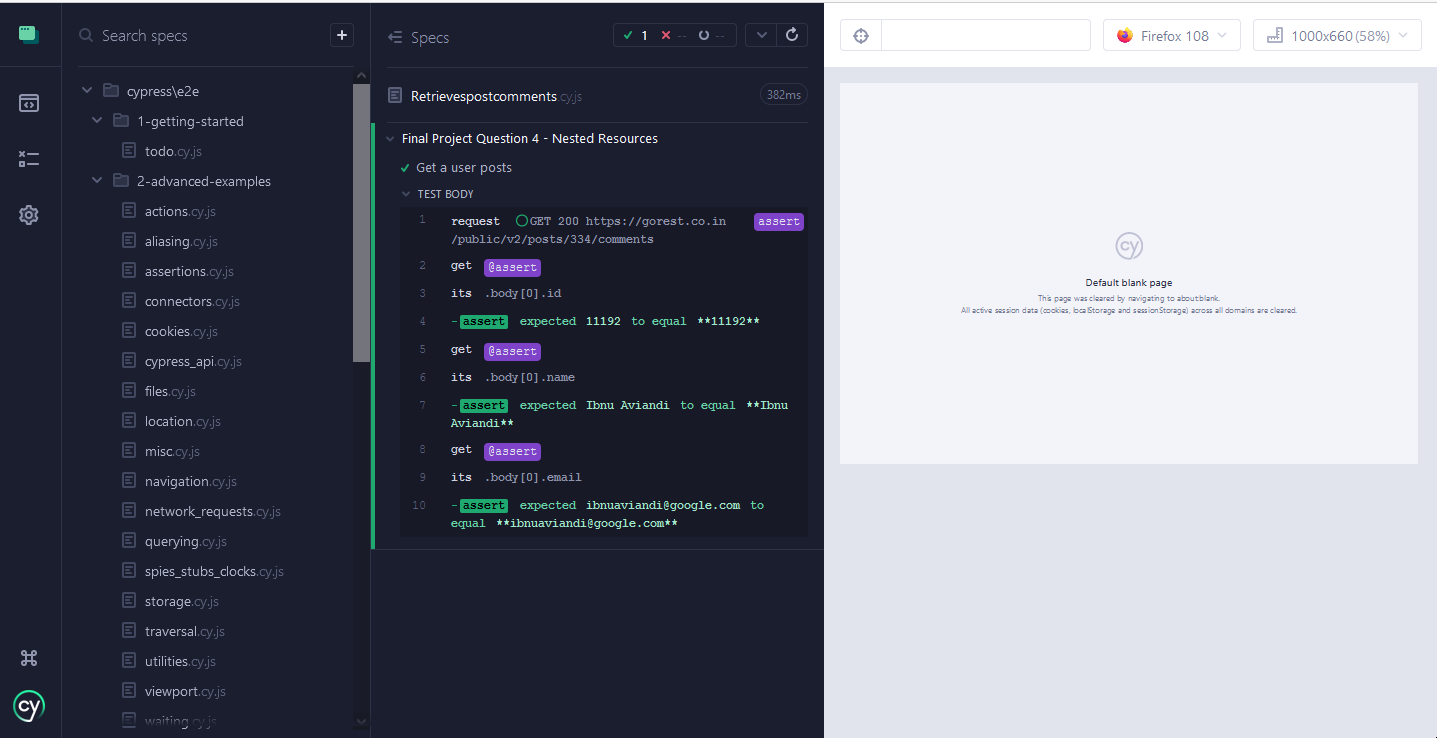 Search specs
+
cypress\e2e
1-getting-started
todo.cy.js
2-advanced-examples
actions.cy.js
aliasing.cy.js
assertions.cy.js
connectors.cy.js
cookies.cy.js
cypress_api.cy.js
files.cy.js
location.cy.js
misc.cy.js
navigation.cy.js
network_requests.cy.js
querying.cy.js
spies_stubs_clocks.cy.js
storage.cy.js
traversal.cy.js
utilities.cy.js
viewport.cy.js
waiting.cy.js
cy
Specs
1 -- --
Retrievespostcomments.cy.js 382ms
Final Project Question 4 - Nested Resources
Get a user posts
TEST BODY
1 request GET 200 https://gorest.co.in assert
/public/v2/posts/334/comments
2 get @assert
3 its .body[0].id
4 -assert expected 11192 to equal **11192**
5 get @assert
6 its .body[0].name
7 -assert expected Ibnu Aviandi to equal **Ibnu
Aviandi**
8 get @assert
9 its .body[0].email
10 -assert expected ibnuaviandi@google.com to
equal **ibnuaviandi@google.com**
Firefox 108
1000x660 (58%)
cy
Default blank page
This page was cleared by navigating to about:blank.
All active session data (cookies, localStorage and sessionStorage) across all domains are cleared.